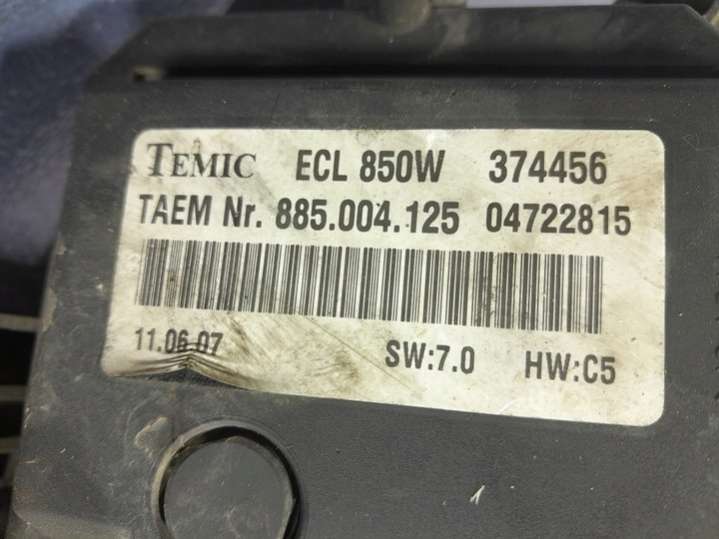 TEMIC ECL 850W 374456
TAEM Nr. 885.004.125 04722815
11.06.07 SW:7.0 HW:C5